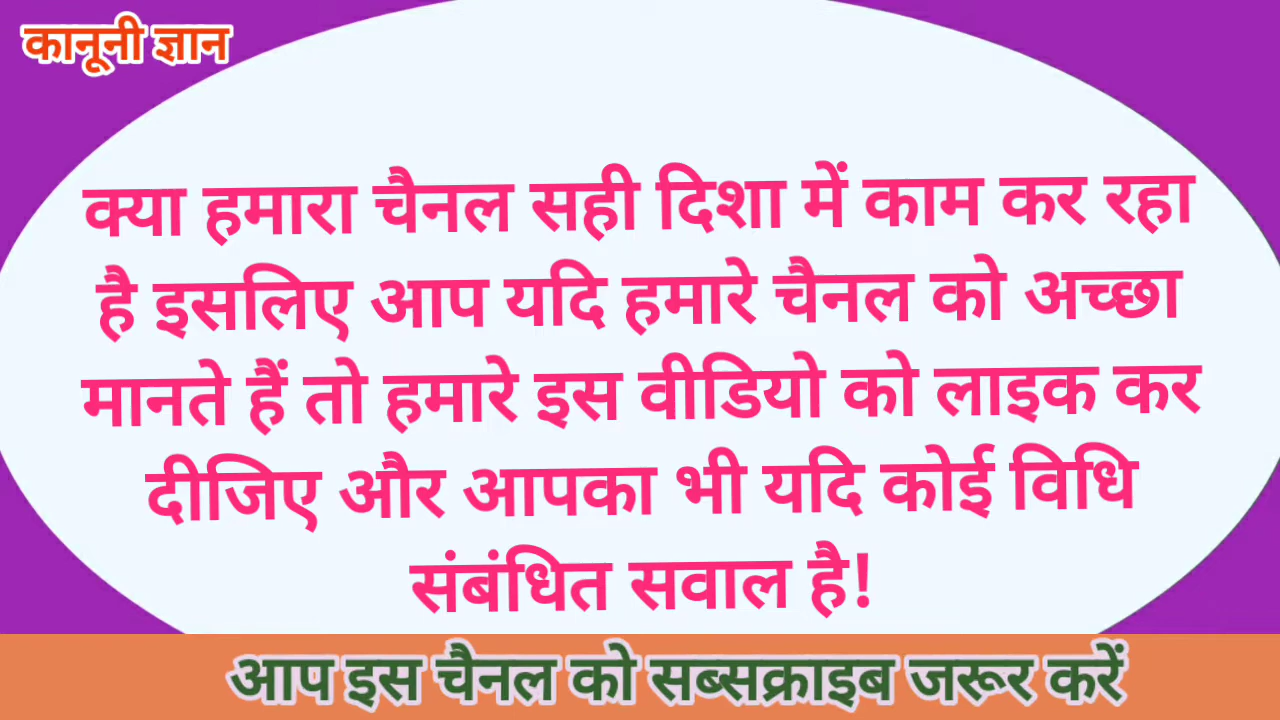 कानूनी ज्ञान
क्या हमारा चैनल सही दिशा में काम कर रहा
है इसलिए आप यदि हमारे चैनल को अच्छा
मानते हैं तो हमारे इस वीडियो को लाइक कर
दीजिए और आपका भी यदि कोई विधि
संबंधित सवाल है!
आप इस चैनल को सब्सक्राइब जरूर करें